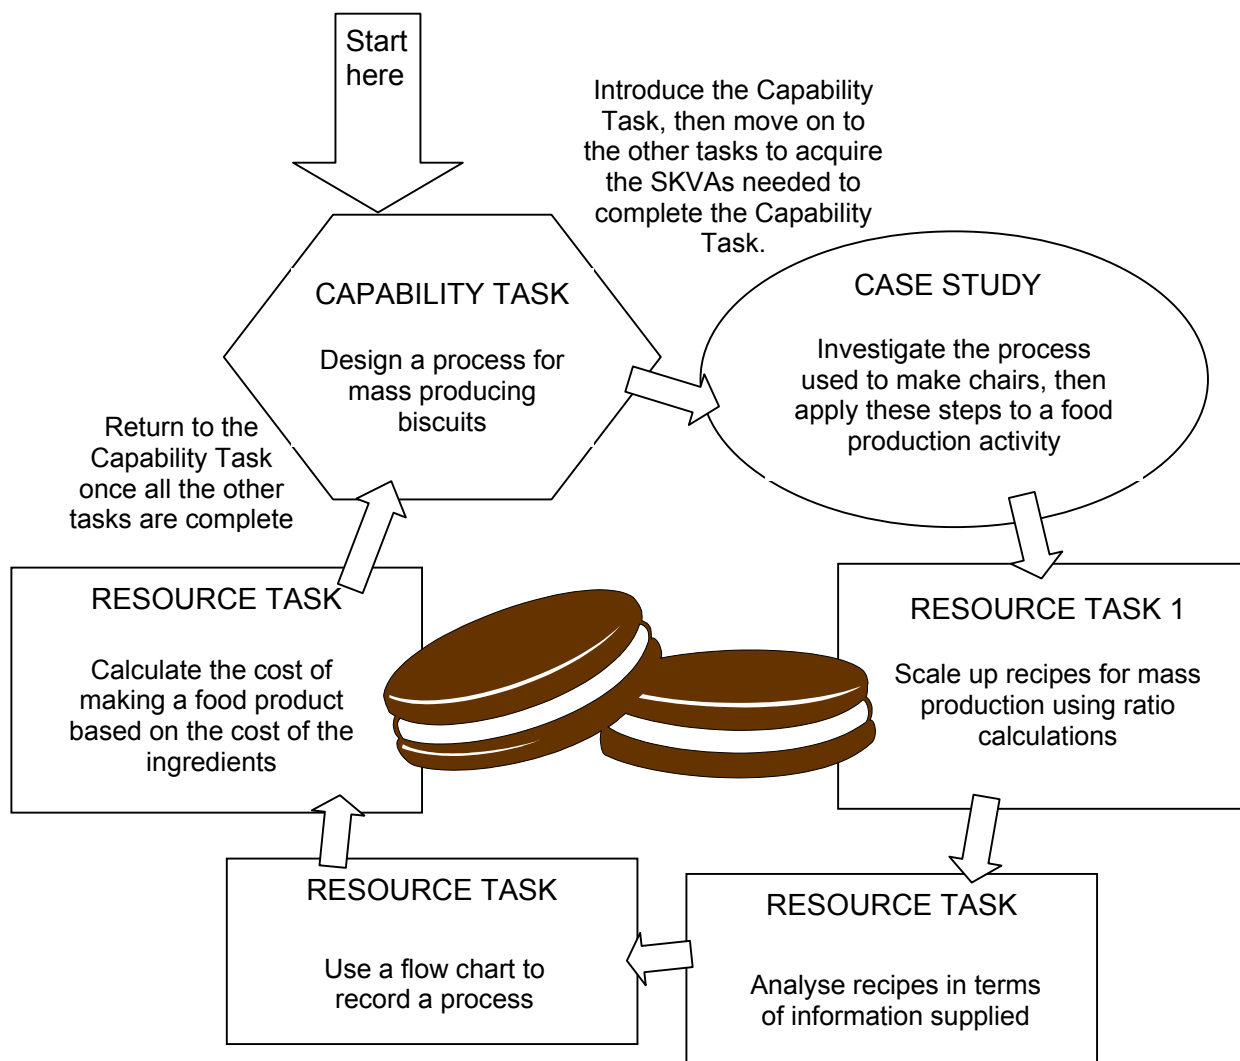 Start
here
Introduce the Capability
Task, then move on to
the other tasks to acquire
the SKVAs needed to
complete the Capability
Task.
CAPABILITY TASK
Design a process for
mass producing
biscuits
CASE STUDY
Investigate the process
used to make chairs, then
apply these steps to a food
production activity
Return to the
Capability Task
once all the other
tasks are complete
RESOURCE TASK 1
Scale up recipes for mass
production using ratio
calculations
RESOURCE TASK
Analyse recipes in terms
of information supplied
RESOURCE TASK
Use a flow chart to
record a process
RESOURCE TASK
Calculate the cost of
making a food product
based on the cost of the
ingredients